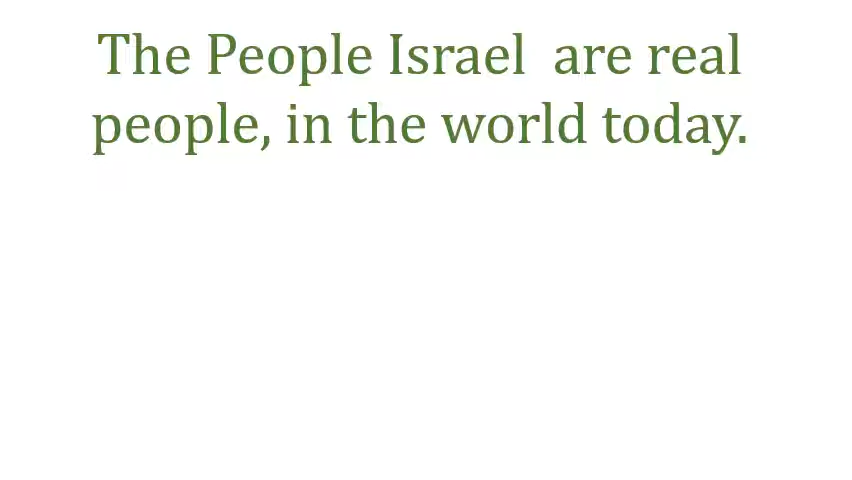 The People Israel  are real
people, in the world today.